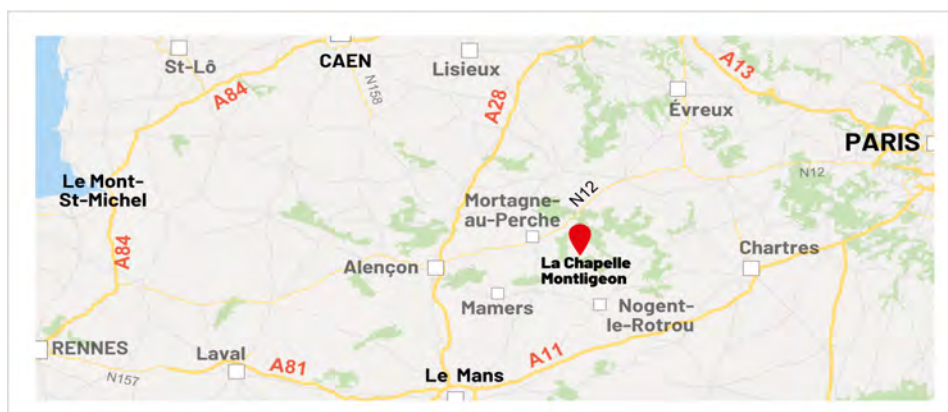 St-Lô
CAEN
Lisieux
A13
A84
N158
A28
Évreux
PARIS
Le Mont-
St-Michel
N12
N12
Mortagne-
au-Perche
A84
Alençon
La Chapelle
Montligeon
Chartres
Mamers
Nogent-
le-Rotrou
RENNES
Laval
A81
A11
N157
Le Mans